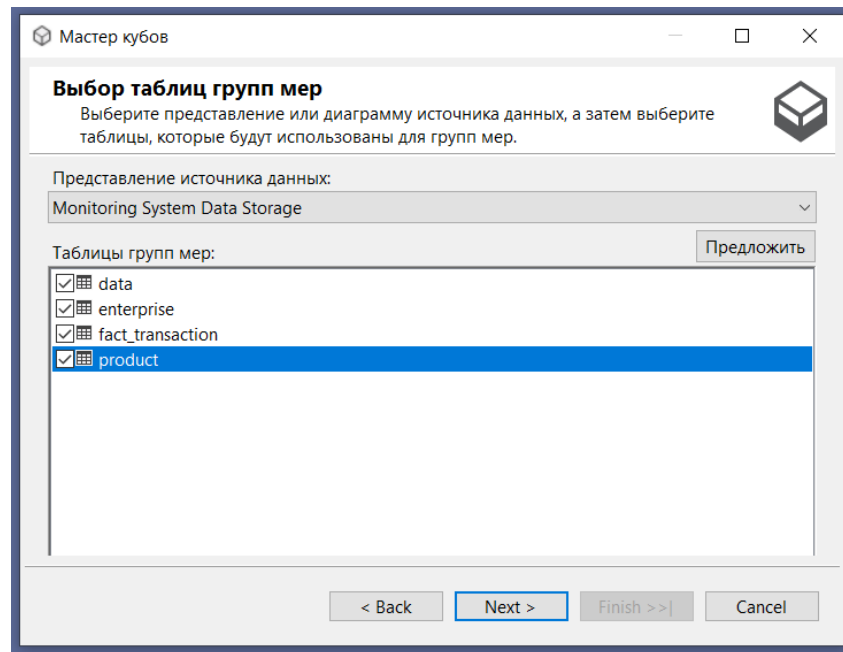 Мастер кубов
Выбор таблиц групп мер
Выберите представление или диаграмму источника данных, а затем выберите
таблицы, которые будут использованы для групп мер.
Представление источника данных:
Monitoring System Data Storage
Таблицы групп мер:
Предложить
data
enterprise
fact_transaction
product
< Back
Next >
Finish >>|
Cancel